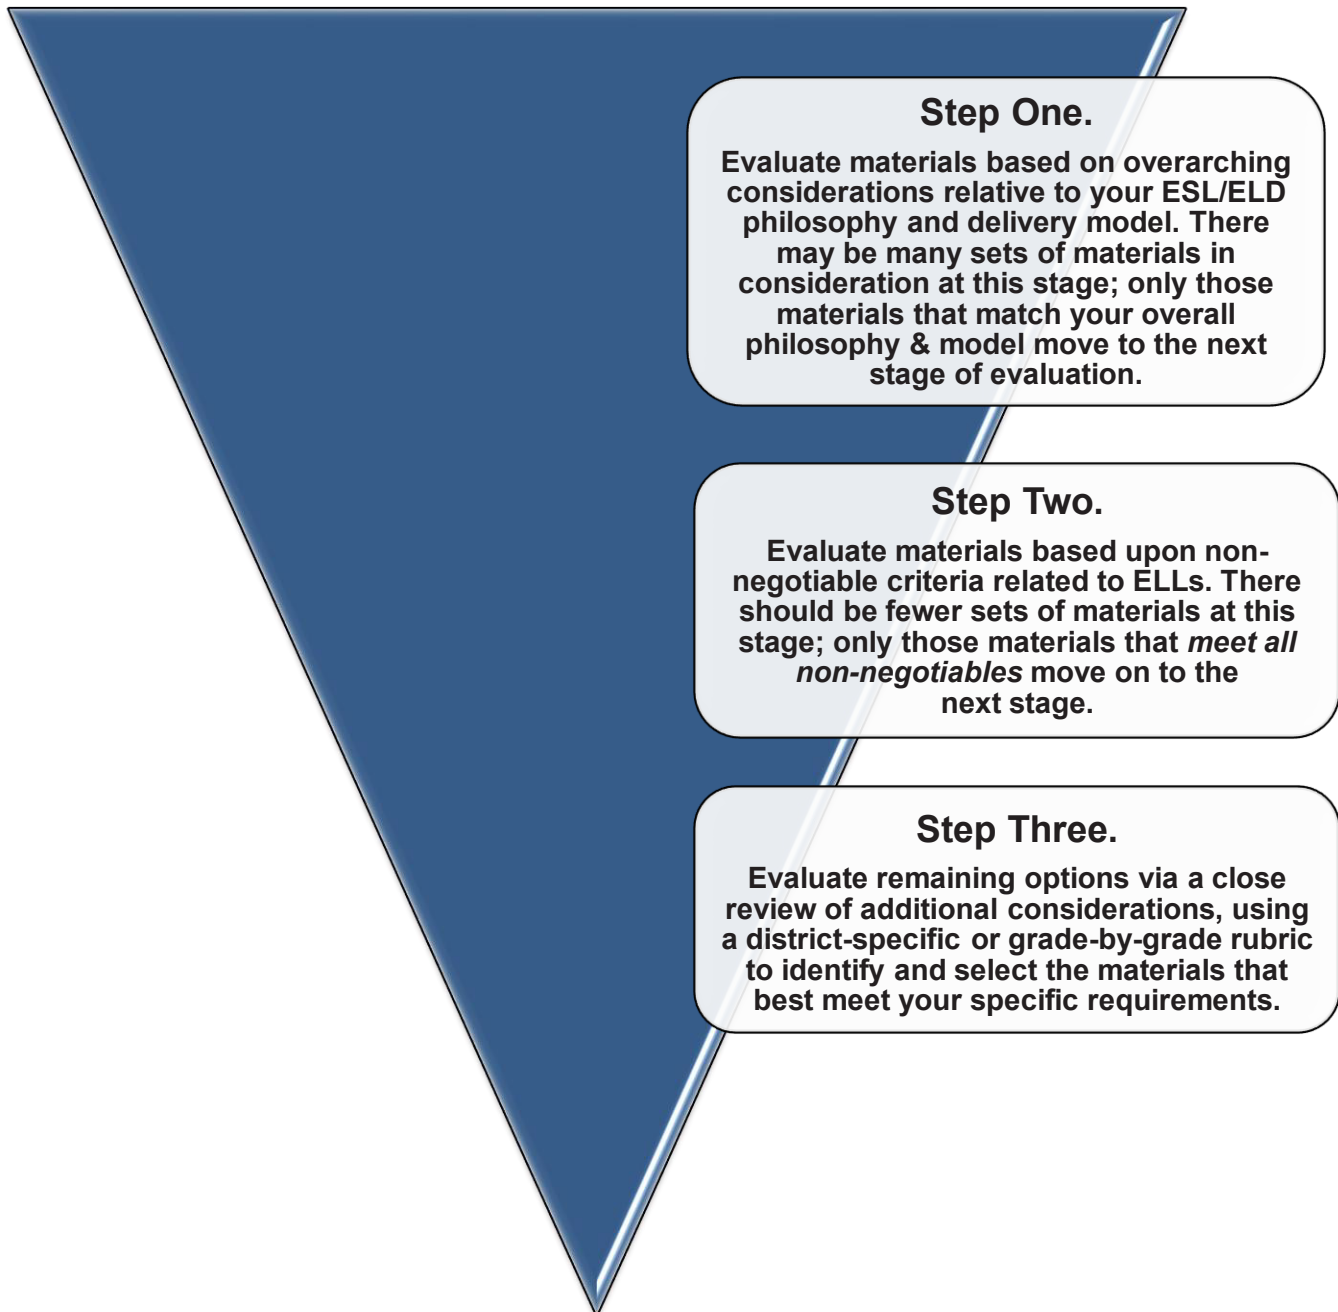 Step One.
Evaluate materials based on overarching
considerations relative to your ESL/ELD
philosophy and delivery model. There
may be many sets of materials in
consideration at this stage; only those
materials that match your overall
philosophy & model move to the next
stage of evaluation.
Step Two.
Evaluate materials based upon non-
negotiable criteria related to ELLs. There
should be fewer sets of materials at this
stage; only those materials that meet all
non-negotiables move on to the
next stage.
Step Three.
Evaluate remaining options via a close
review of additional considerations, using
a district-specific or grade-by-grade rubric
to identify and select the materials that
best meet your specific requirements.